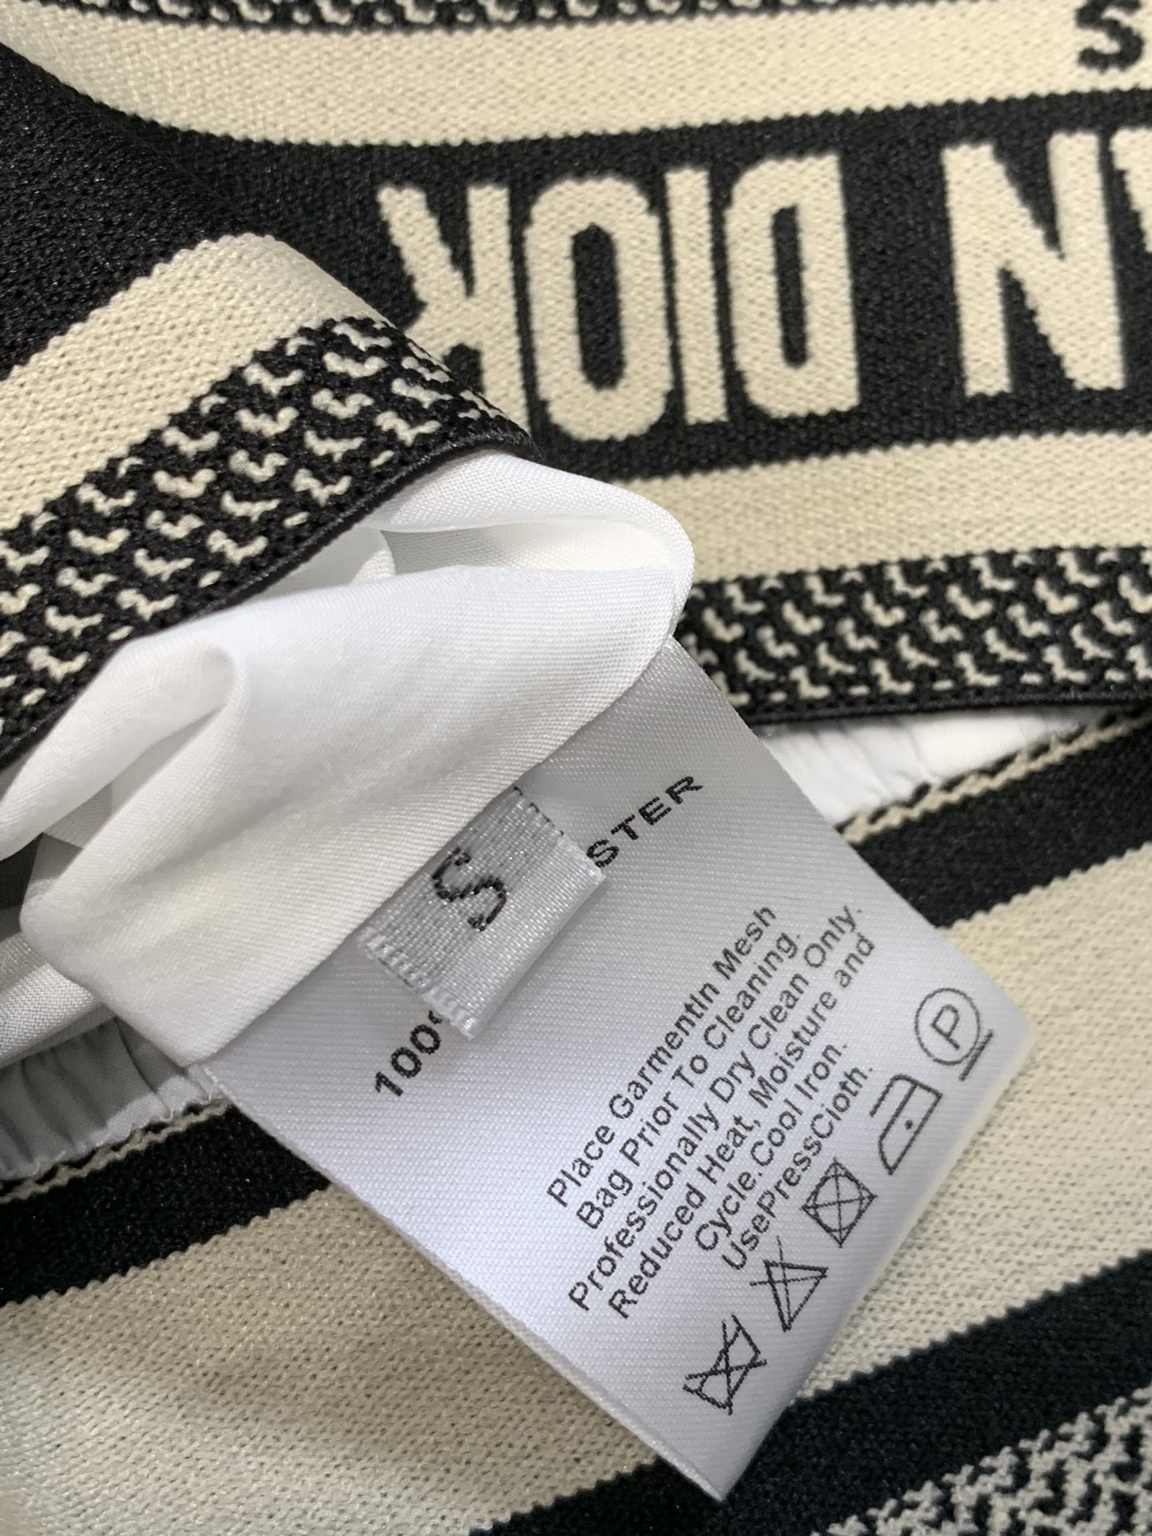 S
AN DIOR
S
100% STER
Place GarmentIn Mesh
Bag Prior To Cleaning.
Professionally Dry Clean Only.
Reduced Heat, Moisture and
Cycle.Cool Iron.
UsePressCloth.
P